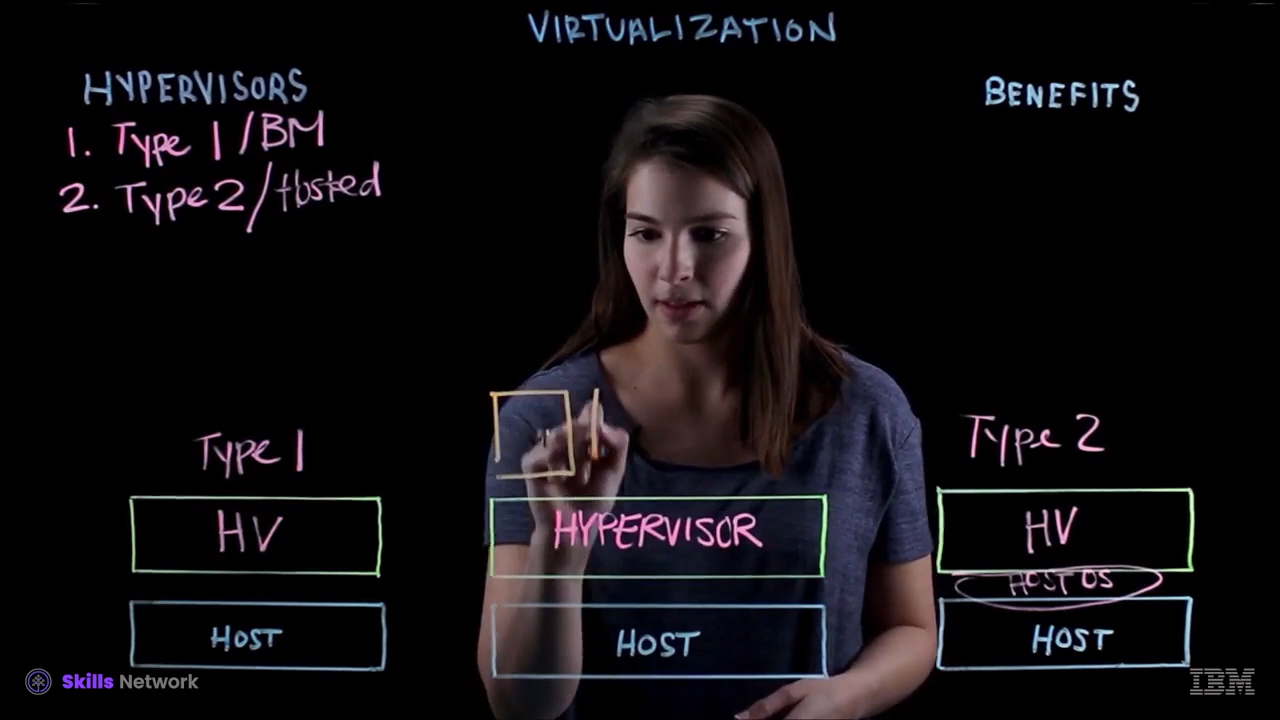 VIRTUALIZATION
HYPERVISORS
1. Type 1/BM
2. Type 2/Hosted
BENEFITS
Type 1
HV
HOST
HYPERVISOR
HOST
Type 2
HV
HOST OS
HOST
Skills Network
IBM